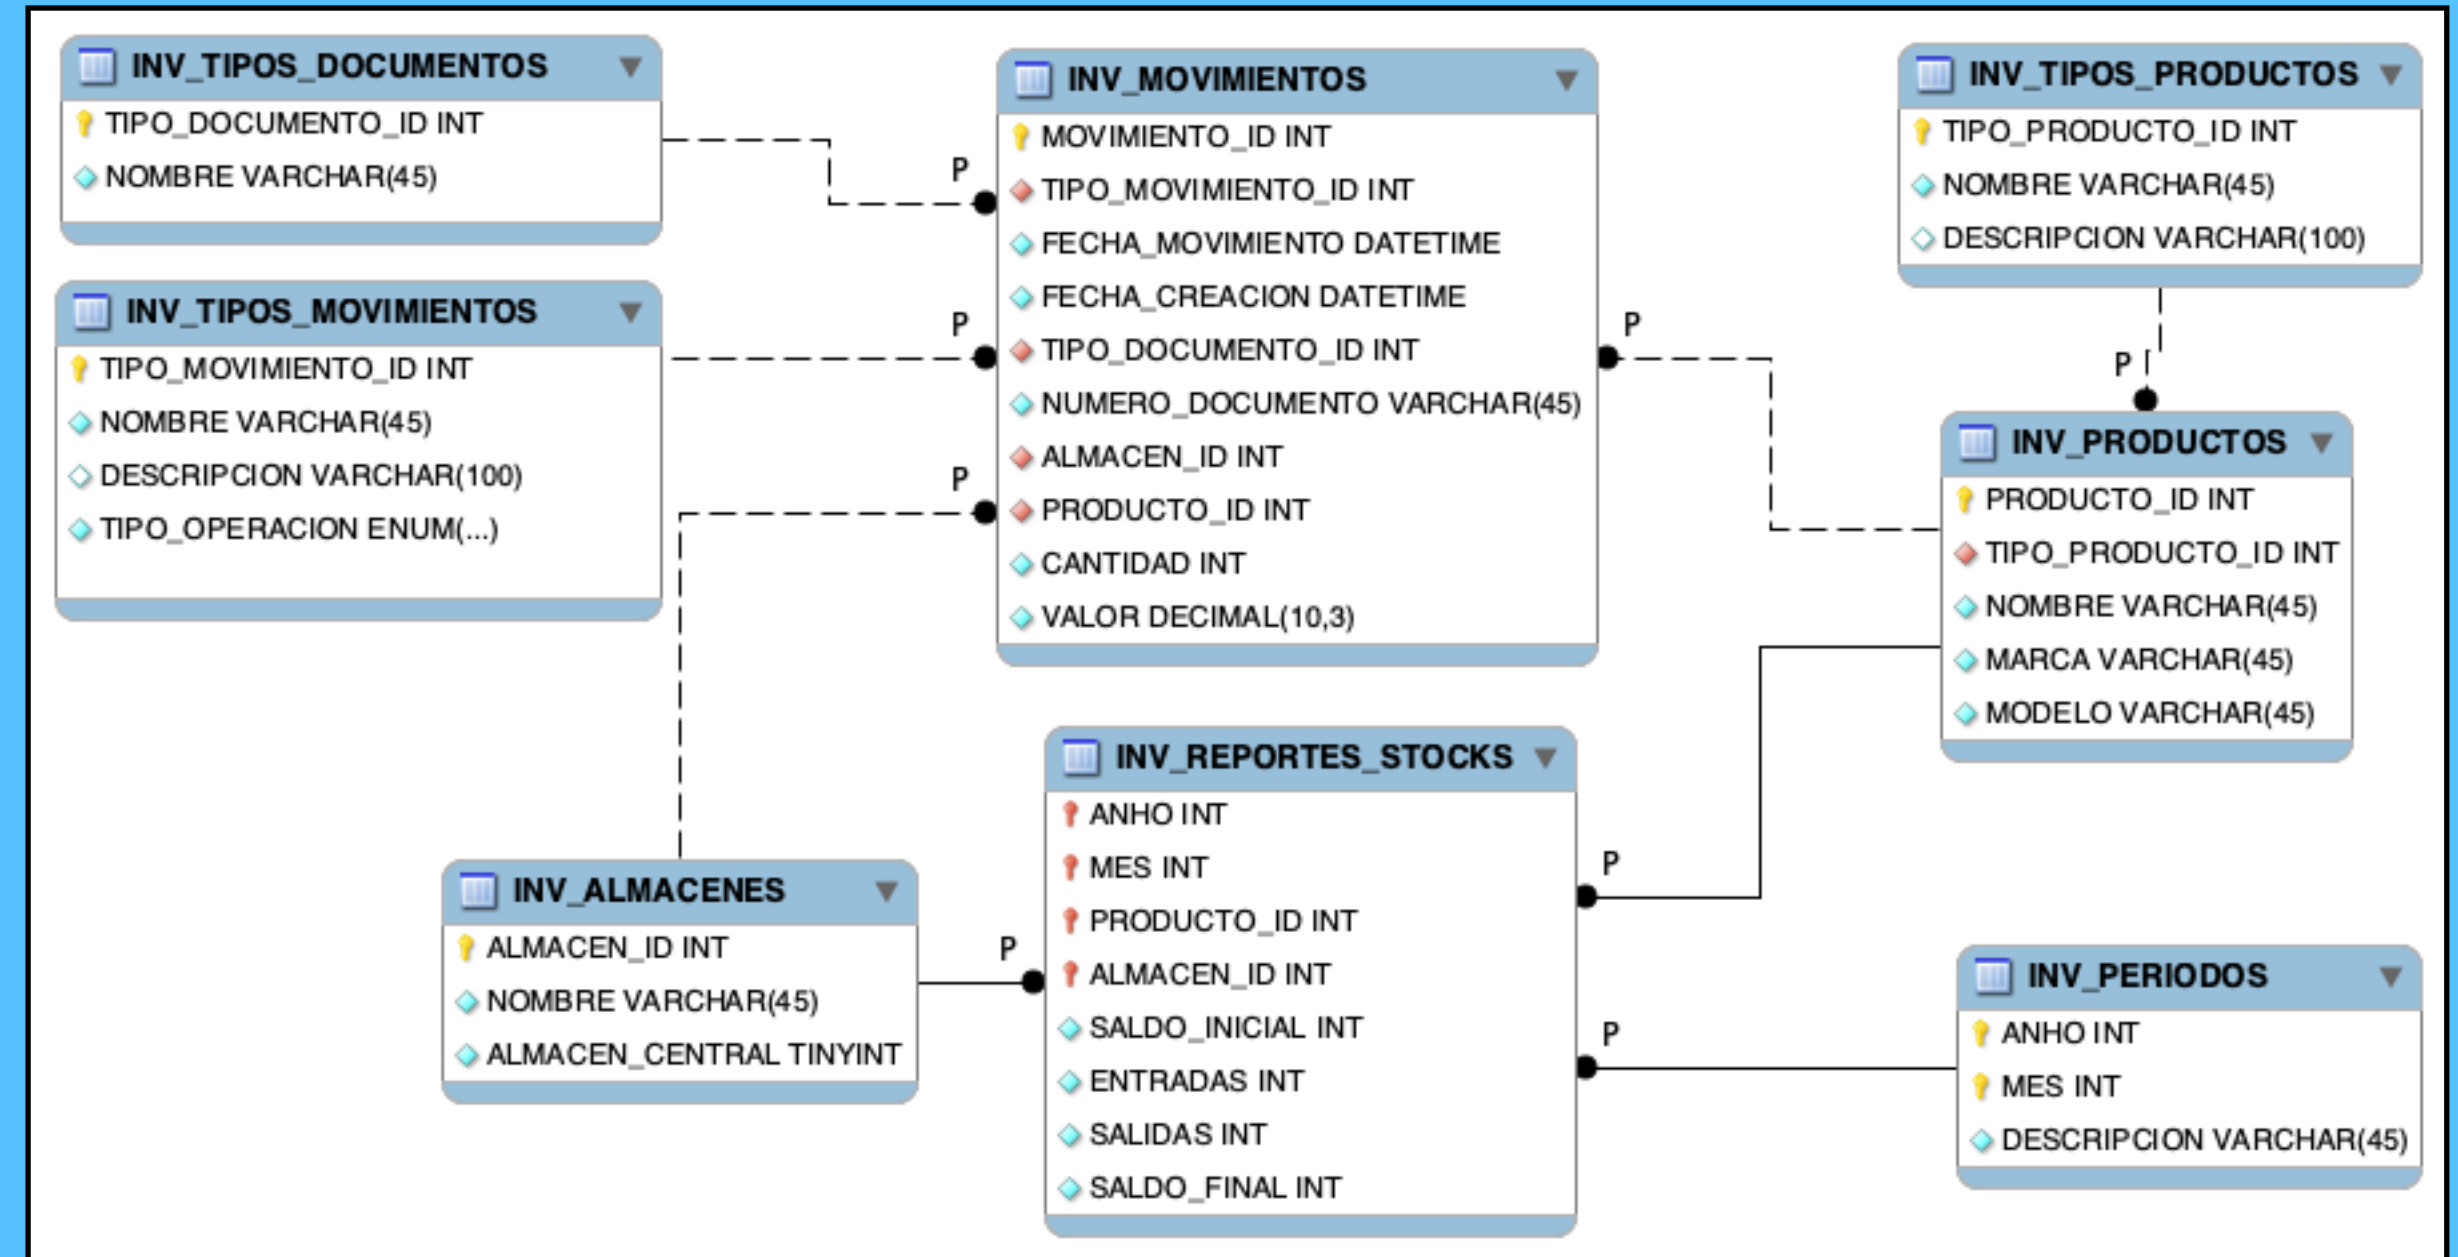 INV_TIPOS_DOCUMENTOS
TIPO_DOCUMENTO_ID INT
NOMBRE VARCHAR(45)
INV_TIPOS_MOVIMIENTOS
TIPO_MOVIMIENTO_ID INT
NOMBRE VARCHAR(45)
DESCRIPCION VARCHAR(100)
TIPO_OPERACION ENUM(...)
P
P
P
INV_MOVIMIENTOS
MOVIMIENTO_ID INT
TIPO_MOVIMIENTO_ID INT
FECHA_MOVIMIENTO DATETIME
FECHA_CREACION DATETIME
TIPO_DOCUMENTO_ID INT
NUMERO_DOCUMENTO VARCHAR(45)
ALMACEN_ID INT
PRODUCTO_ID INT
CANTIDAD INT
VALOR DECIMAL(10,3)
P
INV_TIPOS_PRODUCTOS
TIPO_PRODUCTO_ID INT
NOMBRE VARCHAR(45)
DESCRIPCION VARCHAR(100)
P
INV_PRODUCTOS
PRODUCTO_ID INT
TIPO_PRODUCTO_ID INT
NOMBRE VARCHAR(45)
MARCA VARCHAR(45)
MODELO VARCHAR(45)
INV_ALMACENES
ALMACEN_ID INT
NOMBRE VARCHAR(45)
ALMACEN_CENTRAL TINYINT
P
INV_REPORTES_STOCKS
ANHO INT
MES INT
PRODUCTO_ID INT
ALMACEN_ID INT
SALDO_INICIAL INT
ENTRADAS INT
SALIDAS INT
SALDO_FINAL INT
P
P
INV_PERIODOS
ANHO INT
MES INT
DESCRIPCION VARCHAR(45)